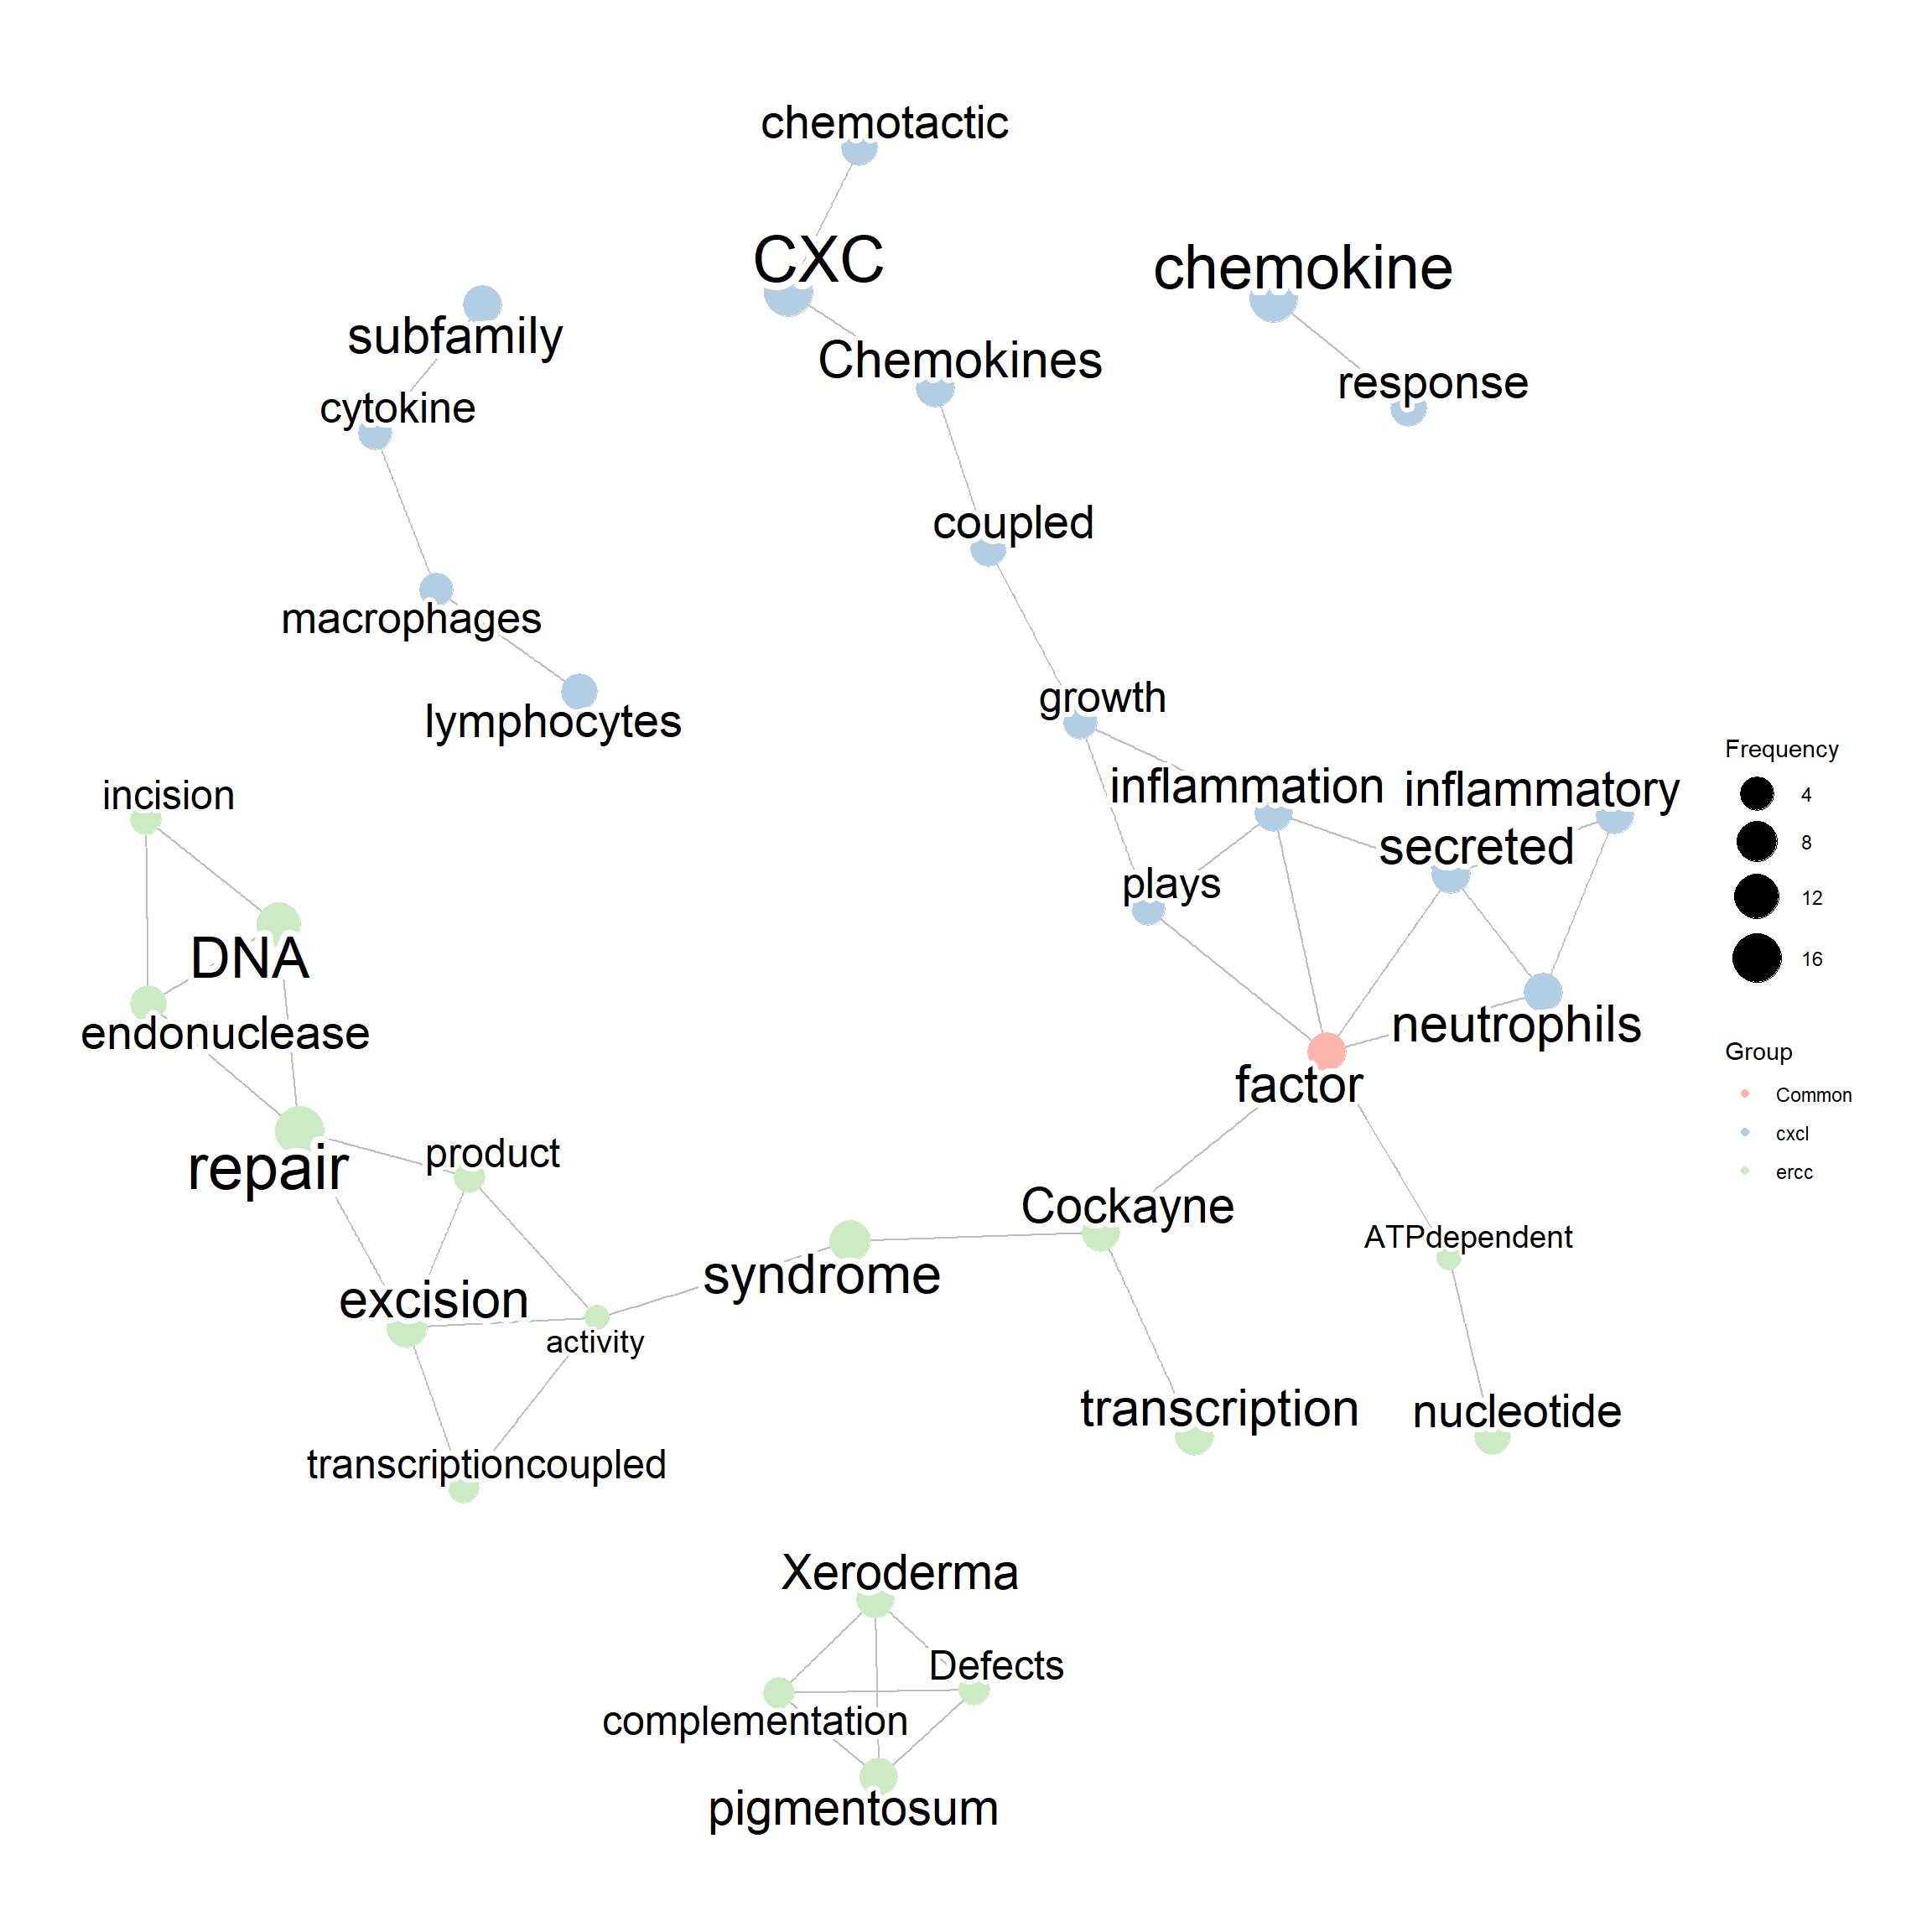 chemotactic
CXC
chemokine
subfamily
Chemokines
response
cytokine
coupled
macrophages
growth
lymphocytes
Frequency
inflammation
inflammatory
incision
4
secreted
8
plays
12
DNA
16
endonuclease
neutrophils
Group
factor
Common
cxcl
product
repair
ercc
Cockayne
ATPdependent
syndrome
excision
activity
transcription
nucleotide
transcriptioncoupled
Xeroderma
Defects
complementation
pigmentosum